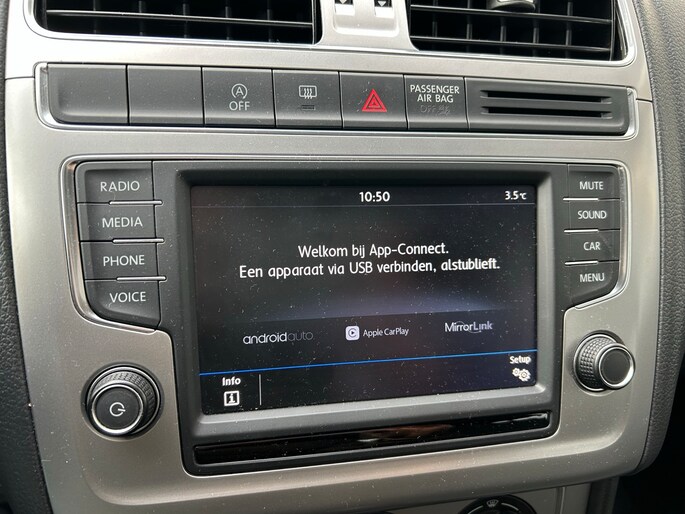 A
OFF
PASSENGER
AIR BAG
OFF
RADIO
MEDIA
PHONE
VOICE
10:50
3.5°C
Welkom bij App-Connect.
Een apparaat via USB verbinden, alstublieft.
androidauto
Apple CarPlay
MirrorLink
Info
i
Setup
MUTE
SOUND
CAR
MENU